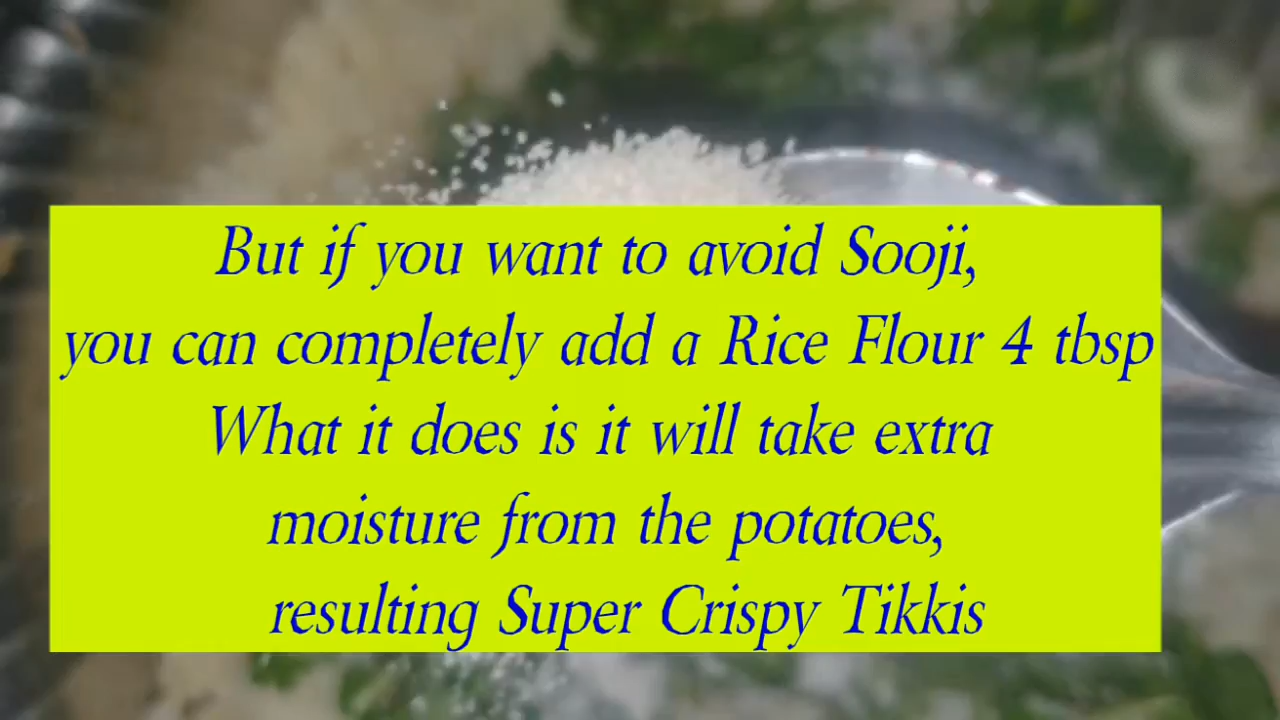 But if you want to avoid Sooji,
you can completely add a Rice Flour 4 tbsp
What it does is it will take extra
moisture from the potatoes,
resulting Super Crispy Tikkis